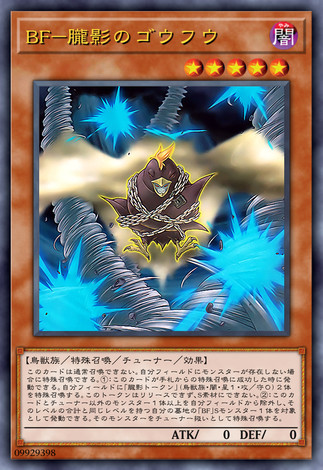 BF－朧影のゴウフウ
闇
やみ
【鳥獣族／特殊召喚／チューナー／効果】
このカードは通常召喚できない。自分フィールドにモンスターが存在しない場
合に特殊召喚できる。①：このカードが手札からの特殊召喚に成功した時に発
動できる。自分フィールドに「朧影トークン」（鳥獣族・闇・星１・攻／守０）２体
を特殊召喚する。このトークンはリリースできず、S素材にできない。②：このカ
ードとチューナー以外のモンスター１体以上を自分フィールドから除外し、そ
のレベルの合計と同じレベルを持つ自分の墓地の「BF」Sモンスター１体を対象
として発動できる。そのモンスターをチューナー扱いとして特殊召喚する。
ATK/ 0 DEF/ 0
09929398